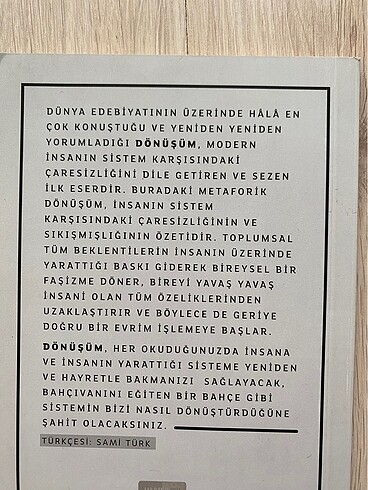 DÜNYA EDEBİYATININ ÜZERİNDE HÂLÂ EN
ÇOK KONUŞTUĞU VE YENİDEN YENİDEN
YORUMLADIĞI DÖNÜŞÜM, MODERN
İNSANIN SİSTEM KARŞISINDAKİ
ÇARESİZLİĞİNİ DİLE GETİREN VE SEZEN
İLK ESERDİR. BURADAKİ METAFORİK
DÖNÜŞÜM, İNSANIN SİSTEM
KARŞISINDAKİ ÇARESİZLİĞİNİN VE
SIKIŞMIŞLIĞININ ÖZETİDİR. TOPLUMSAL
TÜM BEKLENTİLERİN İNSANIN ÜZERİNDE
YARATTIĞI BASKI GİDEREK BİREYSEL BİR
FAŞİZME DÖNER, BİREYİ YAVAŞ YAVAŞ
İNSANİ OLAN TÜM ÖZELİKLERİNDEN
UZAKLAŞTIRIR VE BÖYLECE DE GERİYE
DOĞRU BİR EVRİM İŞLEMEYE BAŞLAR.
DÖNÜŞÜM, HER OKUDUĞUNUZDA İNSANA
VE İNSANIN YARATTIĞI SİSTEME YENİDEN
VE HAYRETLE BAKMANIZI SAĞLAYACAK,
BAHÇIVANINI EĞİTEN BİR BAHÇE GİBİ
SİSTEMİN BİZİ NASIL DÖNÜŞTÜRDÜĞÜNE
ŞAHİT OLACAKSINIZ.
TÜRKÇESİ: SAMİ TÜRK